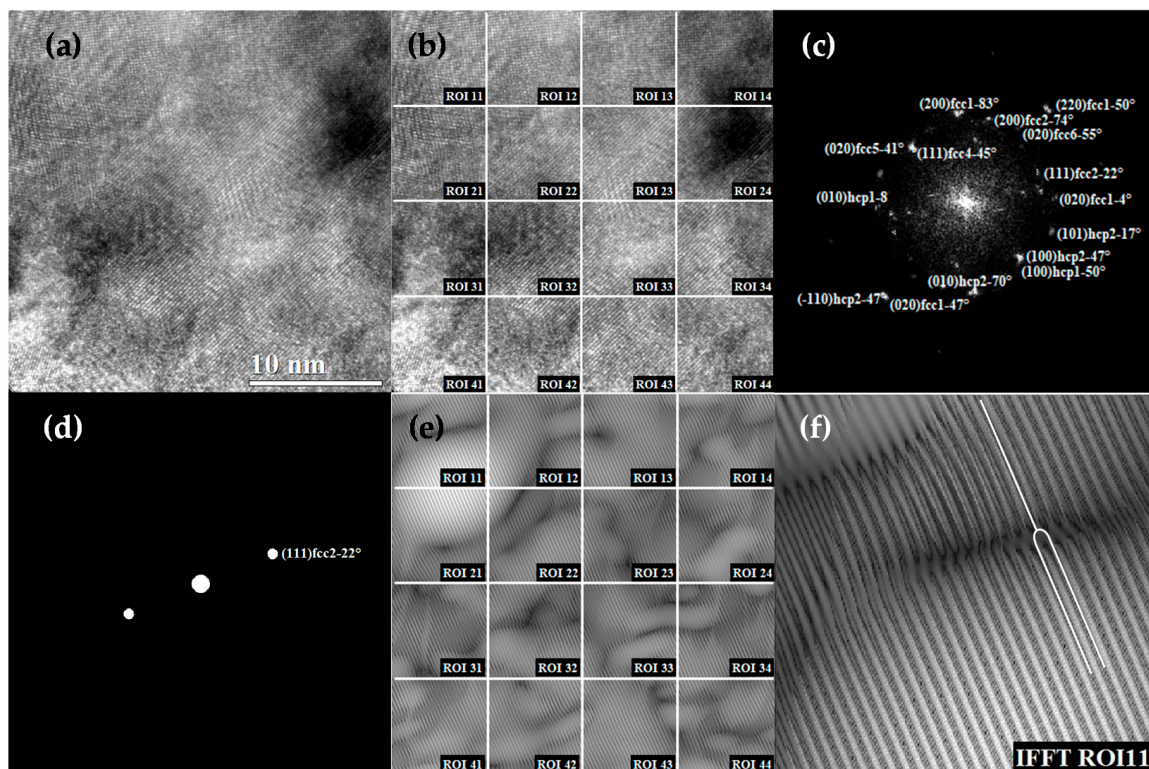 (a)
10 nm
(b)
ROI 11
ROI 12
ROI 13
ROI 14
ROI 21
ROI 22
ROI 23
ROI 24
ROI 31
ROI 32
ROI 33
ROI 34
ROI 41
ROI 42
ROI 43
ROI 44
(c)
(200)fcc1-83°
(220)fcc1-50°
(200)fcc2-74°
(020)fcc6-55°
(020)fcc5-41°
(111)fcc4-45°
(111)fcc2-22°
(010)hcp1-8
(020)fcc1-4°
(101)hcp2-17°
(100)hcp2-47°
(100)hcp1-50°
(010)hcp2-70°
(-110)hcp2-47°
(020)fcc1-47°
(d)
(111)fcc2-22°
(e)
ROI 11
ROI 12
ROI 13
ROI 14
ROI 21
ROI 22
ROI 23
ROI 24
ROI 31
ROI 32
ROI 33
ROI 34
ROI 41
ROI 42
ROI 43
ROI 44
(f)
IFFT ROI11